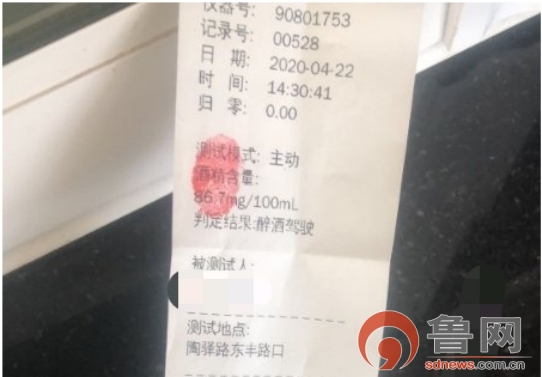 仪器号: 90801753
记录号: 00528
日 期: 2020-04-22
时 间: 14:30:41
归 零: 0.00
测试模式: 主动
酒精含量:
86.7mg/100mL
判定结果:醉酒驾驶
被测试人:
测试地点:
陶驿路东丰路口
鲁网
sdnews.com.cn